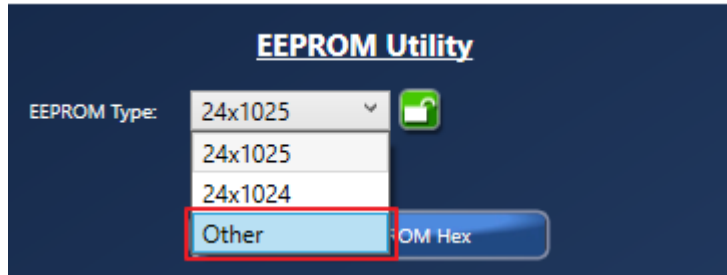 EEPROM Utility
EEPROM Type:
24x1025
24x1025
24x1024
Other
OM Hex